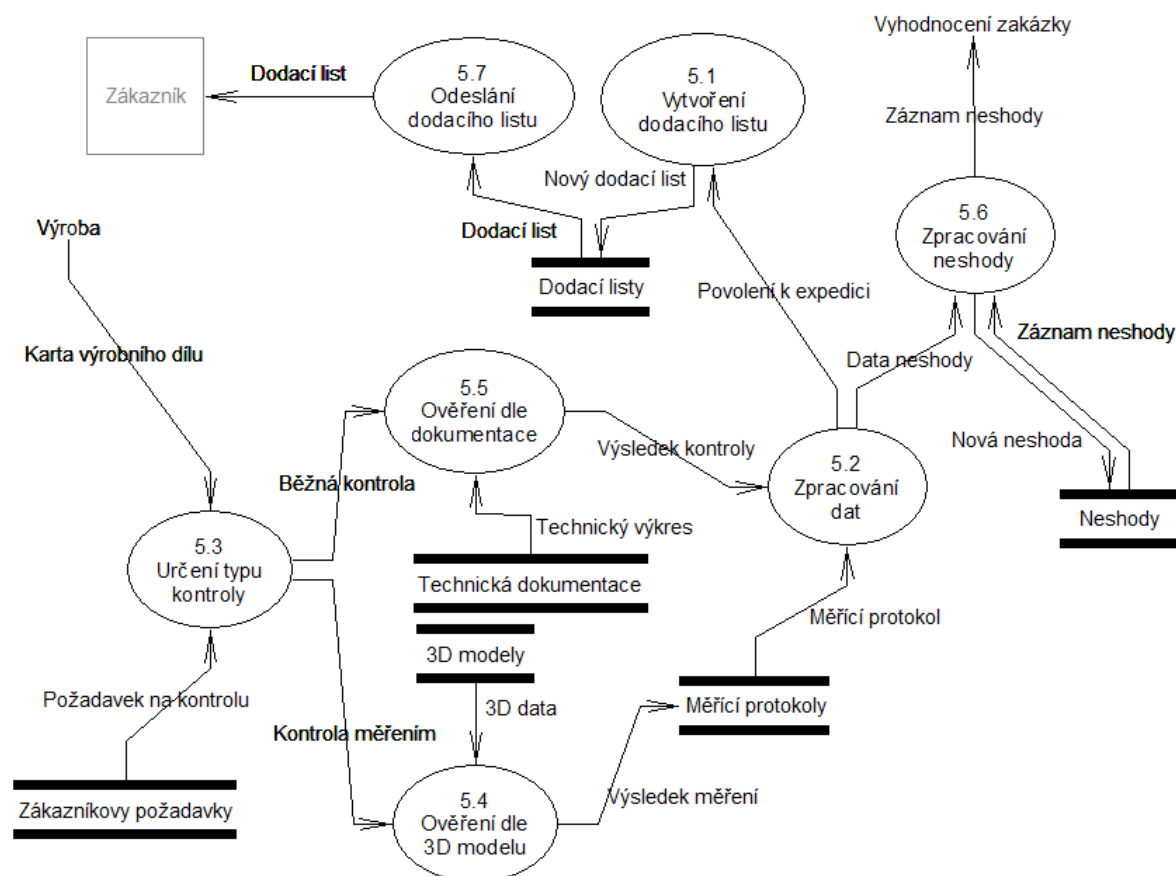 Vyhodnocení zakázky
Zákazník
Dodací list
5.7
Odeslání
dodacího listu
5.1
Vytvoření
dodacího listu
Záznam neshody
Nový dodací list
Dodací list
Dodací listy
Výroba
5.6
Zpracování
neshody
Povolení k expedici
Karta výrobního dílu
Data neshody
Záznam neshody
5.5
Ověření dle
dokumentace
Výsledek kontroly
Nová neshoda
Běžná kontrola
5.2
Zpracování
dat
Neshody
5.3
Určení typu
kontroly
Technický výkres
Technická dokumentace
3D modely
Měřící protokol
Požadavek na kontrolu
3D data
Měřící protokoly
Kontrola měřením
Zákazníkovy požadavky
5.4
Ověření dle
3D modelu
Výsledek měření